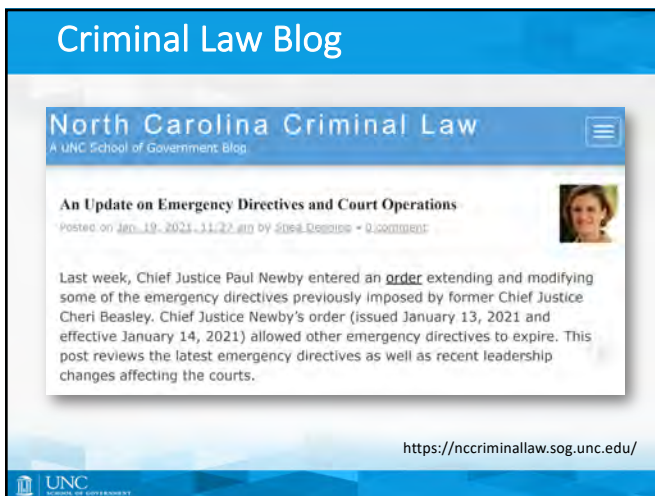 Criminal Law Blog
North Carolina Criminal Law
A UNC School of Government Blog
An Update on Emergency Directives and Court Operations
Posted on Jan. 19, 2021, 11:27 am by Shea Denning • 0 comment
Last week, Chief Justice Paul Newby entered an order extending and modifying
some of the emergency directives previously imposed by former Chief Justice
Cheri Beasley. Chief Justice Newby's order (issued January 13, 2021 and
effective January 14, 2021) allowed other emergency directives to expire. This
post reviews the latest emergency directives as well as recent leadership
changes affecting the courts.
https://nccriminallaw.sog.unc.edu/
UNC
SCHOOL OF GOVERNMENT